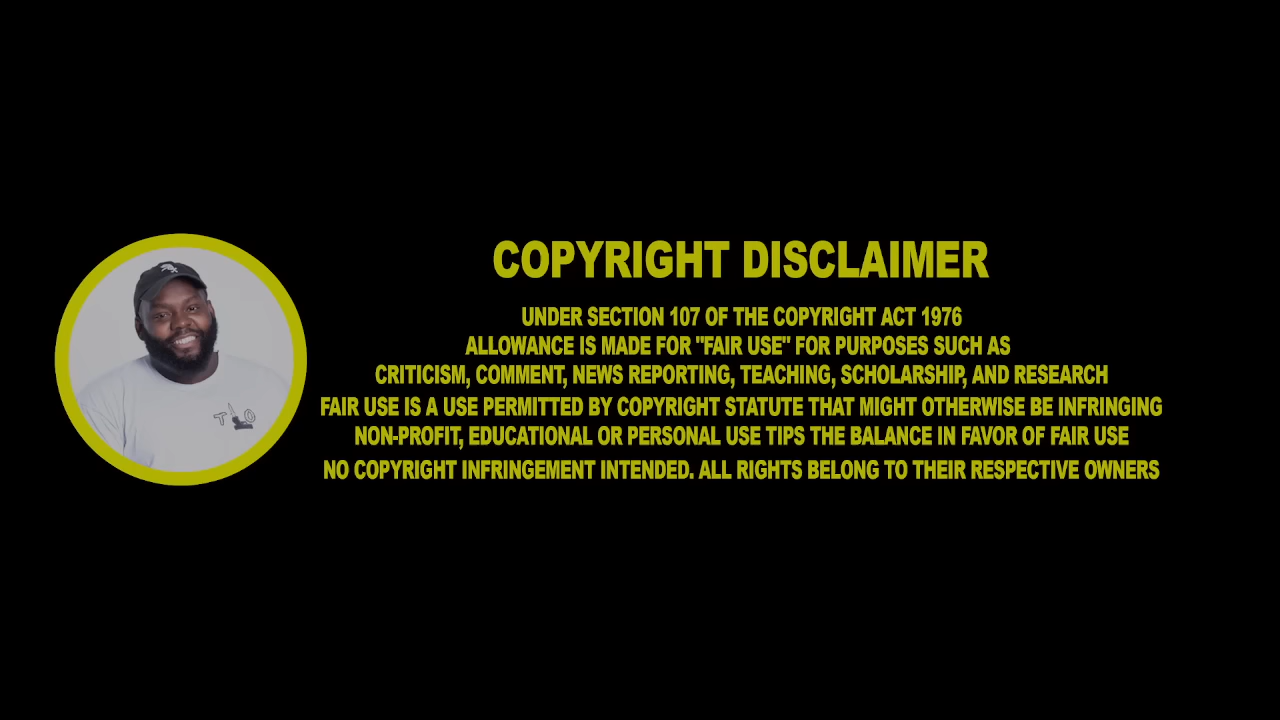 COPYRIGHT DISCLAIMER
UNDER SECTION 107 OF THE COPYRIGHT ACT 1976
ALLOWANCE IS MADE FOR "FAIR USE" FOR PURPOSES SUCH AS
CRITICISM, COMMENT, NEWS REPORTING, TEACHING, SCHOLARSHIP, AND RESEARCH
FAIR USE IS A USE PERMITTED BY COPYRIGHT STATUTE THAT MIGHT OTHERWISE BE INFRINGING
NON-PROFIT, EDUCATIONAL OR PERSONAL USE TIPS THE BALANCE IN FAVOR OF FAIR USE
NO COPYRIGHT INFRINGEMENT INTENDED. ALL RIGHTS BELONG TO THEIR RESPECTIVE OWNERS